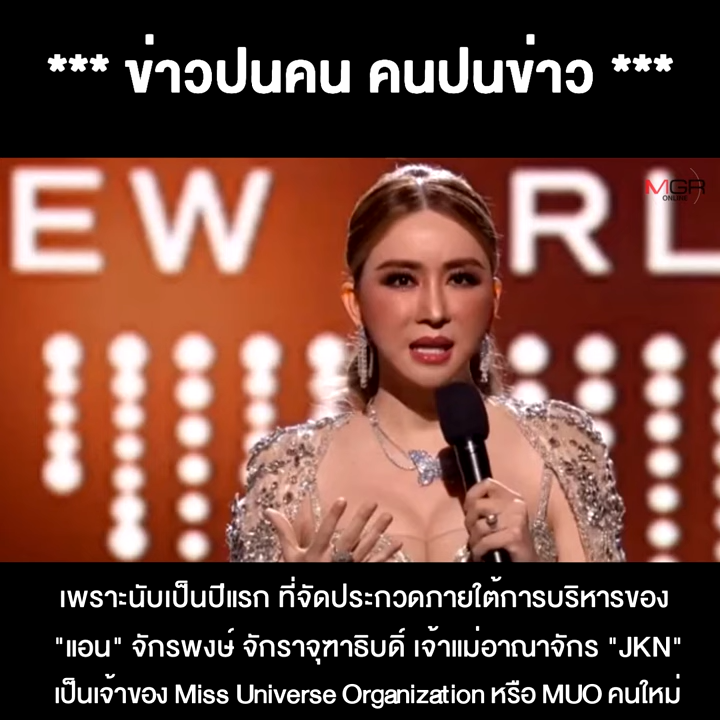 *** ข่าวปนคน คนปนข่าว ***
EW RL
MGR
ONLINE
เพราะนับเป็นปีแรก ที่จัดประกวดภายใต้การบริหารของ
"แอน" จักรพงษ์ จักราจุฑาธิบดิ์ เจ้าแม่อาณาจักร "JKN"
เป็นเจ้าของ Miss Universe Organization หรือ MUO คนใหม่